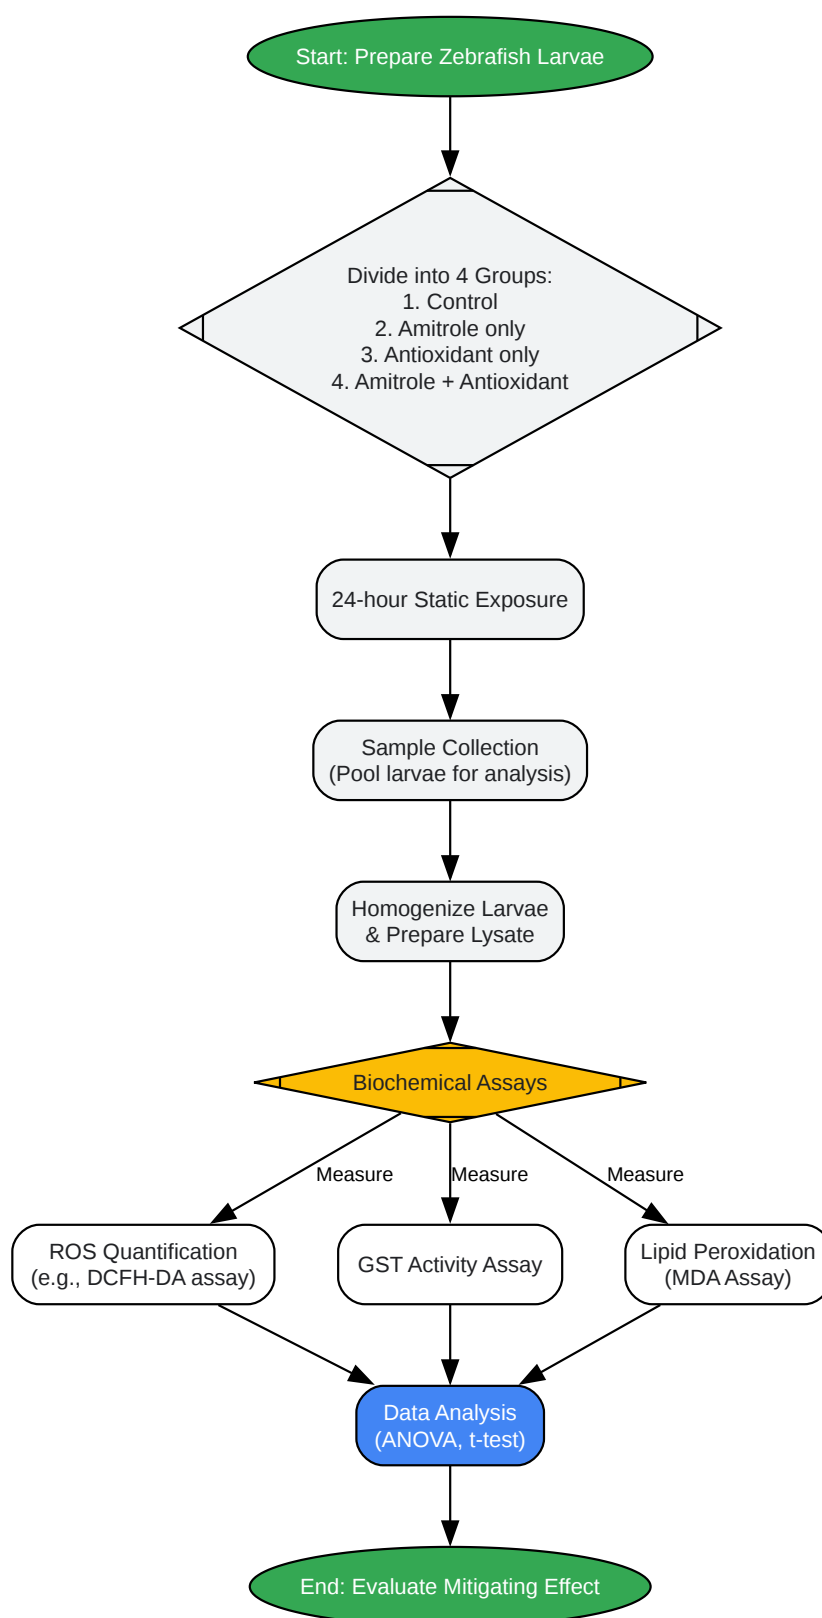 Start: Prepare Zebrafish Larvae
Divide into 4 Groups:
1. Control
2. Amitrole only
3. Antioxidant only
4. Amitrole + Antioxidant
24-hour Static Exposure
Sample Collection
(Pool larvae for analysis)
Homogenize Larvae
& Prepare Lysate
Biochemical Assays
Measure
Measure
Measure
ROS Quantification
(e.g., DCFH-DA assay)
GST Activity Assay
Lipid Peroxidation
(MDA Assay)
Data Analysis
(ANOVA, t-test)
End: Evaluate Mitigating Effect